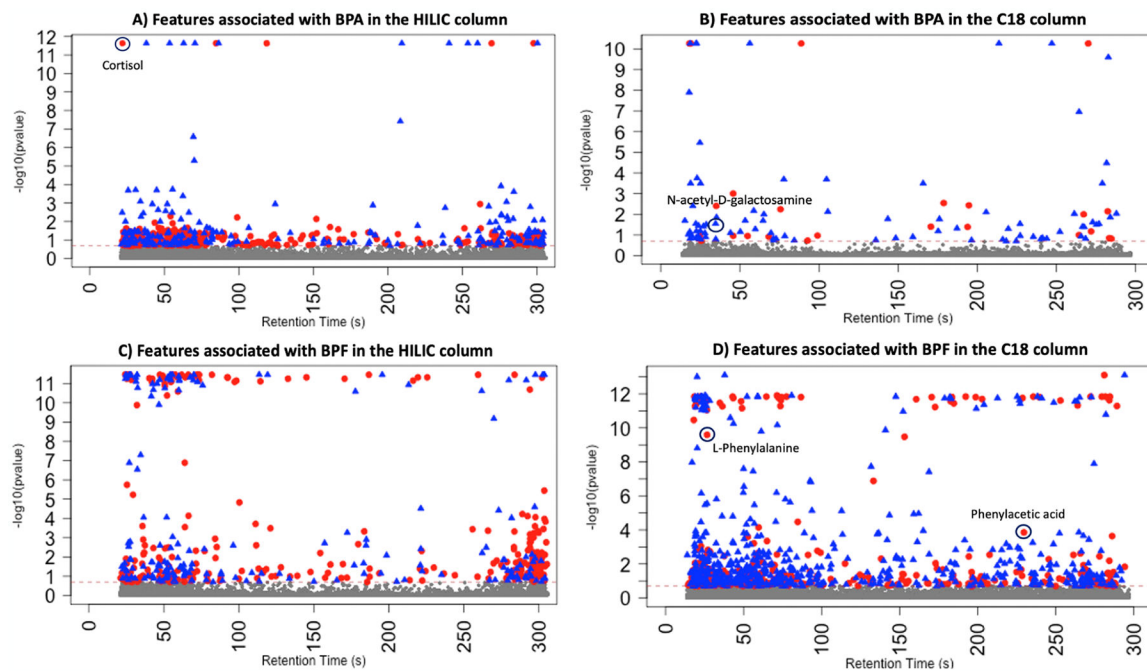 A) Features associated with BPA in the HILIC column
12
11
10
9
8
7
6
5
4
3
2
1
0
-log10(pvalue)
Cortisol
0 50 100 150 200 250 300
Retention Time (s)
B) Features associated with BPA in the C18 column
10
9
8
7
6
5
4
3
2
1
0
-log10(pvalue)
N-acetyl-D-galactosamine
0 50 100 150 200 250 300
Retention Time (s)
C) Features associated with BPF in the HILIC column
11
10
9
8
7
6
5
4
3
2
1
0
-log10(pvalue)
0 50 100 150 200 250 300
Retention Time (s)
D) Features associated with BPF in the C18 column
12
10
8
6
4
2
0
-log10(pvalue)
L-Phenylalanine
Phenylacetic acid
0 50 100 150 200 250 300
Retention Time (s)